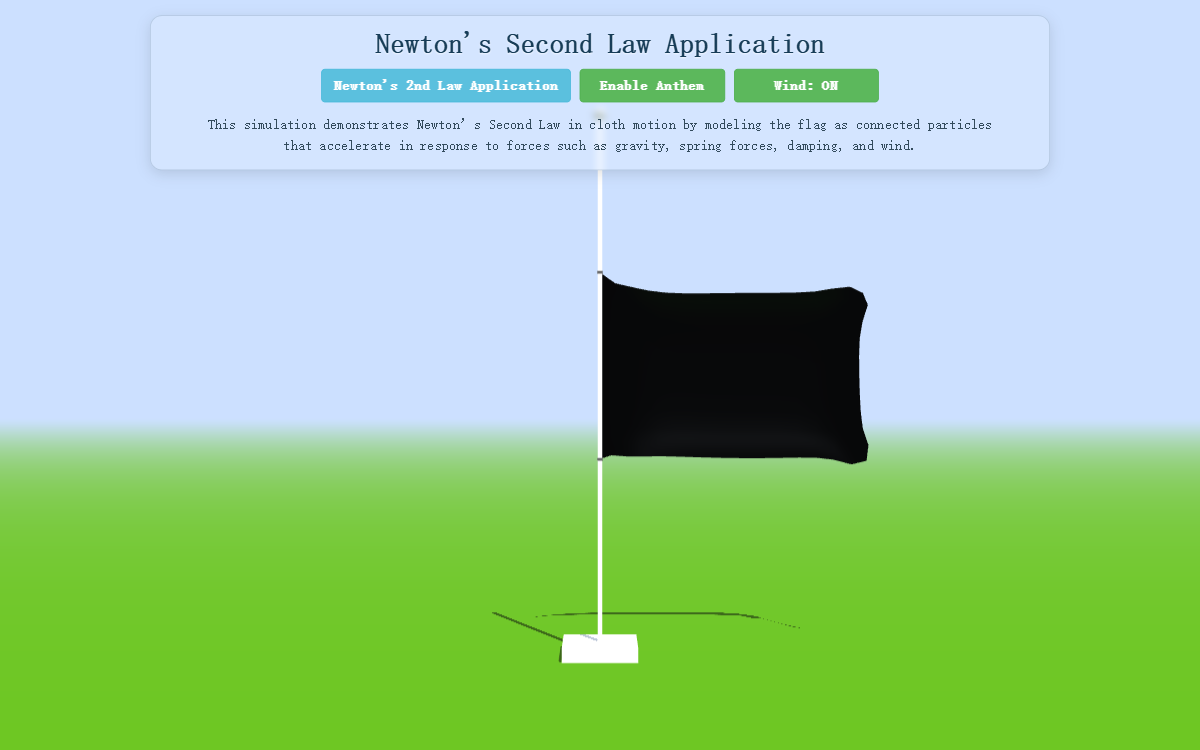 Newton's Second Law Application
Newton's 2nd Law Application
Enable Anthem
Wind: ON
This simulation demonstrates Newton's Second Law in cloth motion by modeling the flag as connected particles
that accelerate in response to forces such as gravity, spring forces, damping, and wind.